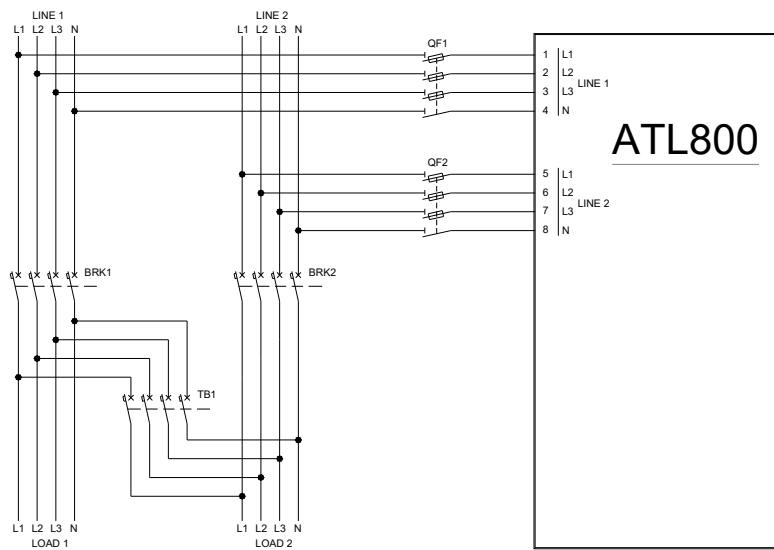 LINE 1
L1 L2 L3 N
LINE 2
L1 L2 L3 N
QF1
1 L1
2 L2
3 L3
4 N
LINE 1
ATL800
QF2
5 L1
6 L2
7 L3
8 N
LINE 2
BRK1
BRK2
TB1
L1 L2 L3 N
LOAD 1
L1 L2 L3 N
LOAD 2